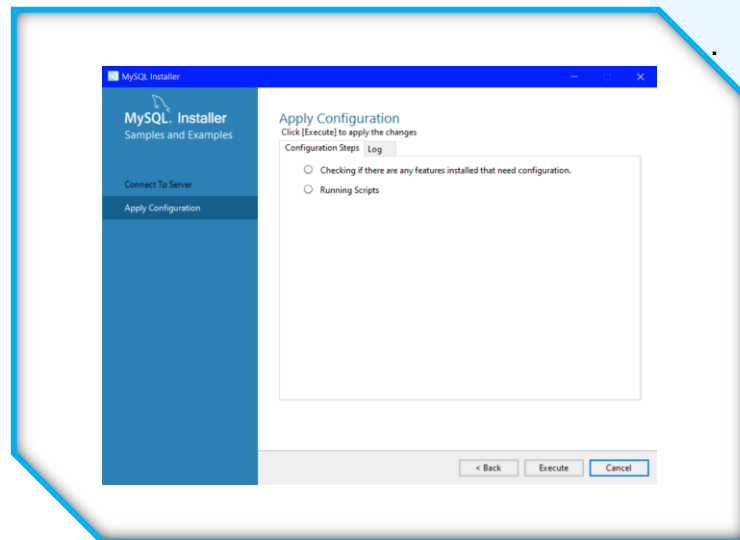 .
MySQL Installer
MySQL. Installer
Samples and Examples
Connect To Server
Apply Configuration
Apply Configuration
Click [Execute] to apply the changes
Configuration Steps Log
Checking if there are any features installed that need configuration.
Running Scripts
< Back Execute Cancel